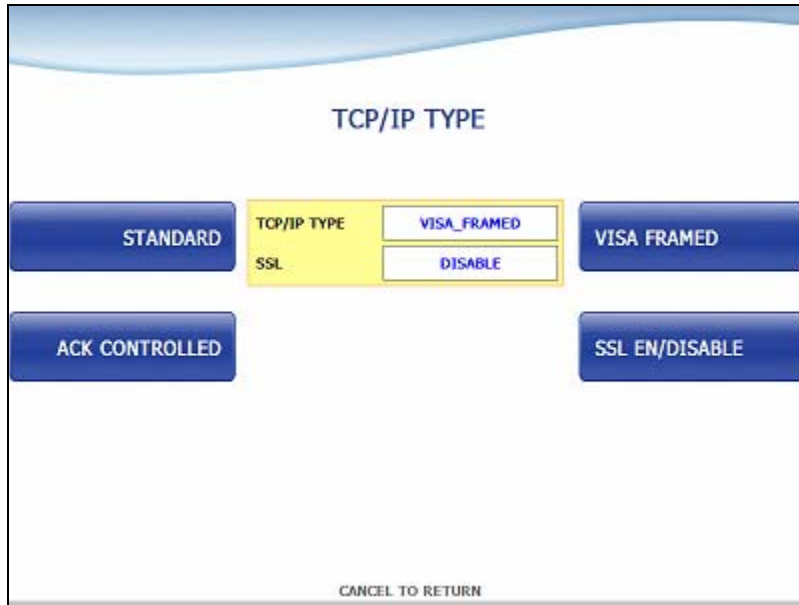 TCP/IP TYPE
STANDARD
TCP/IP TYPE VISA_FRAMED
SSL DISABLE
VISA FRAMED
ACK CONTROLLED
SSL EN/DISABLE
CANCEL TO RETURN